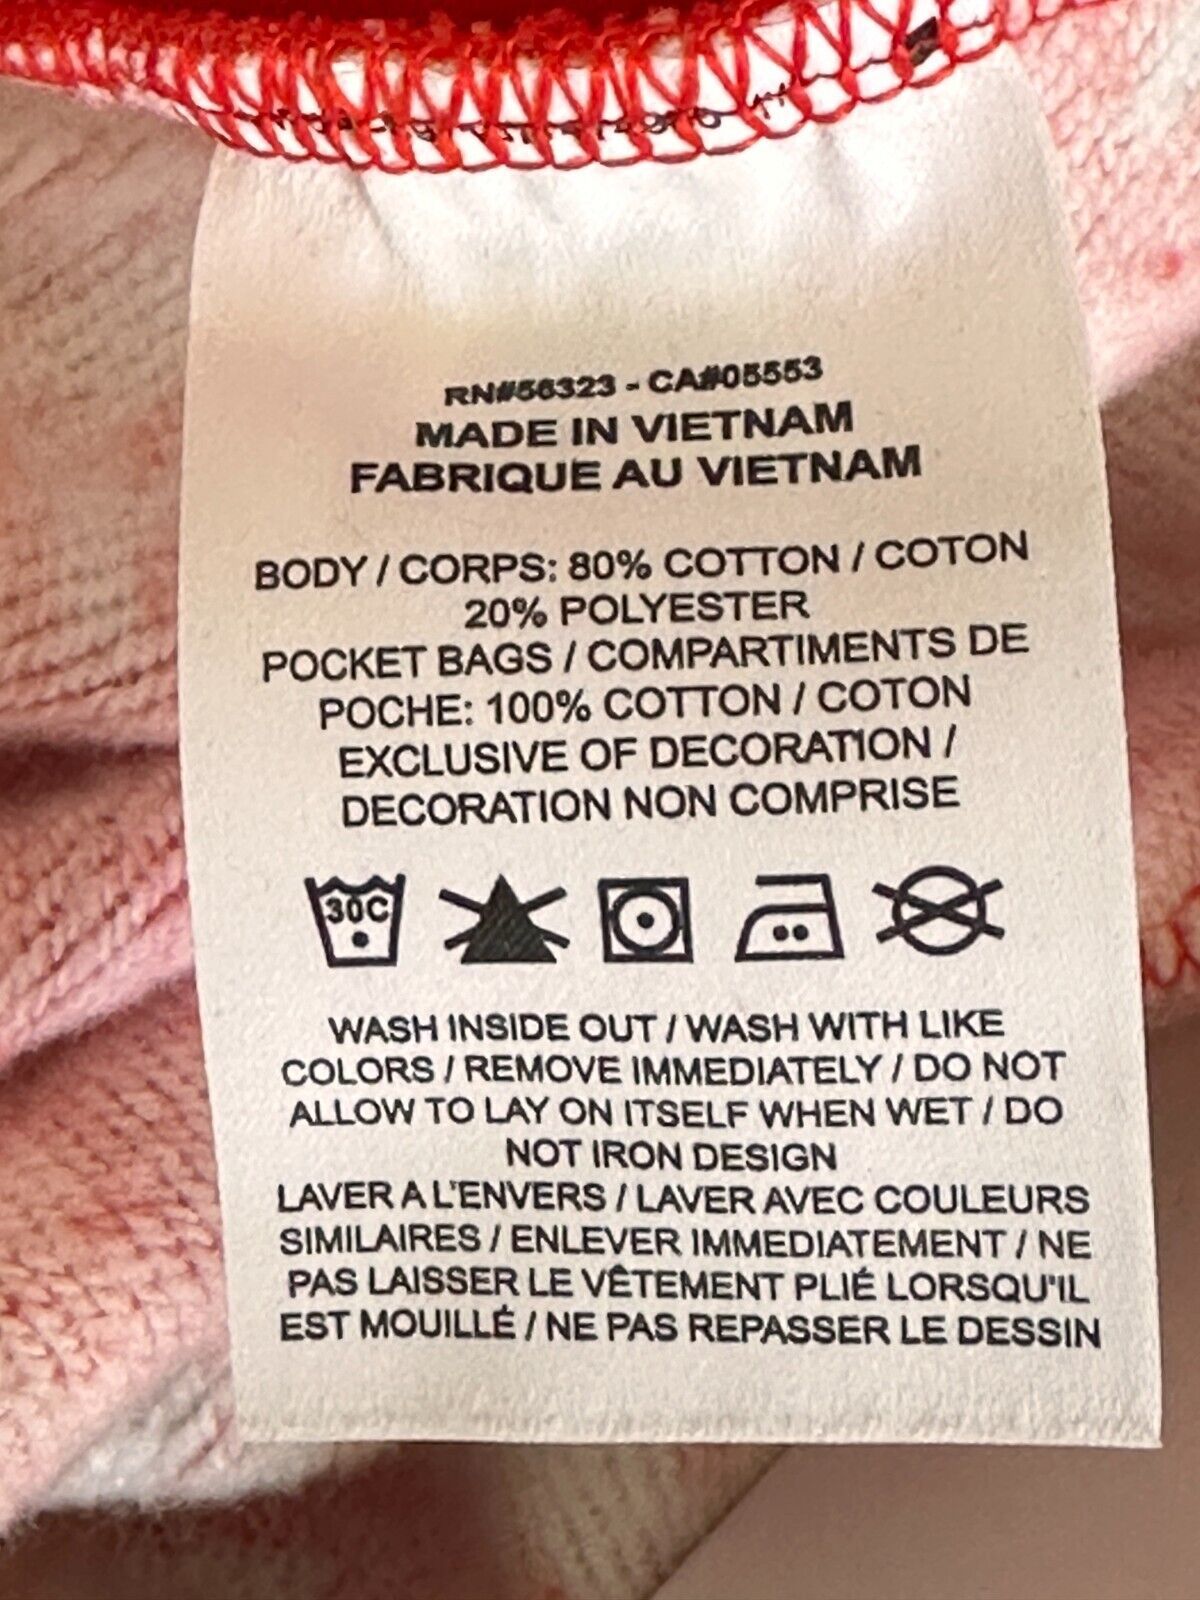 RN#56323 - CA#05553
MADE IN VIETNAM
FABRIQUE AU VIETNAM
BODY / CORPS: 80% COTTON / COTON
20% POLYESTER
POCKET BAGS / COMPARTIMENTS DE
POCHE: 100% COTTON / COTON
EXCLUSIVE OF DECORATION /
DECORATION NON COMPRISE
30C
WASH INSIDE OUT / WASH WITH LIKE
COLORS / REMOVE IMMEDIATELY / DO NOT
ALLOW TO LAY ON ITSELF WHEN WET / DO
NOT IRON DESIGN
LAVER A L'ENVERS / LAVER AVEC COULEURS
SIMILAIRES / ENLEVER IMMEDIATEMENT / NE
PAS LAISSER LE VÊTEMENT PLIÉ LORSQU'IL
EST MOUILLÉ / NE PAS REPASSER LE DESSIN